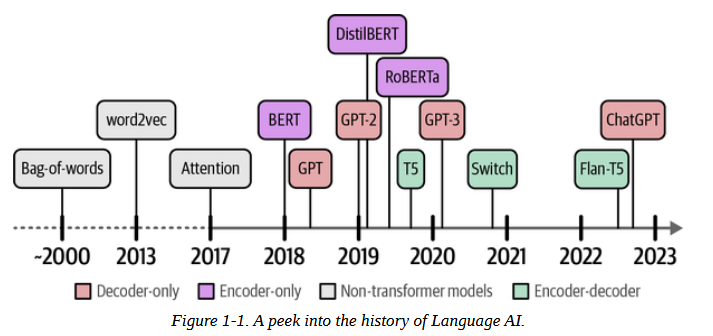 DistilBERT
RoBERTa
word2vec
BERT
GPT-2
GPT-3
ChatGPT
Bag-of-words
Attention
GPT
T5
Switch
Flan-T5
~2000 2013 2017 2018 2019 2020 2021 2022 2023
Decoder-only Encoder-only Non-transformer models Encoder-decoder
Figure 1-1. A peek into the history of Language AI.